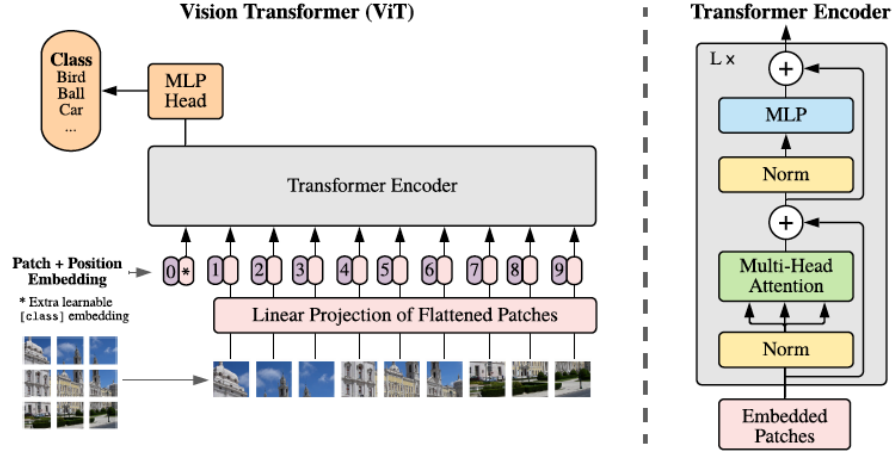 Vision Transformer (ViT)
Class
Bird
Ball
Car
...
MLP
Head
Transformer Encoder
Patch + Position
Embedding
0 * 1 2 3 4 5 6 7 8 9
* Extra learnable
[class] embedding
Linear Projection of Flattened Patches
Transformer Encoder
L x
+
MLP
Norm
+
Multi-Head
Attention
Norm
Embedded
Patches